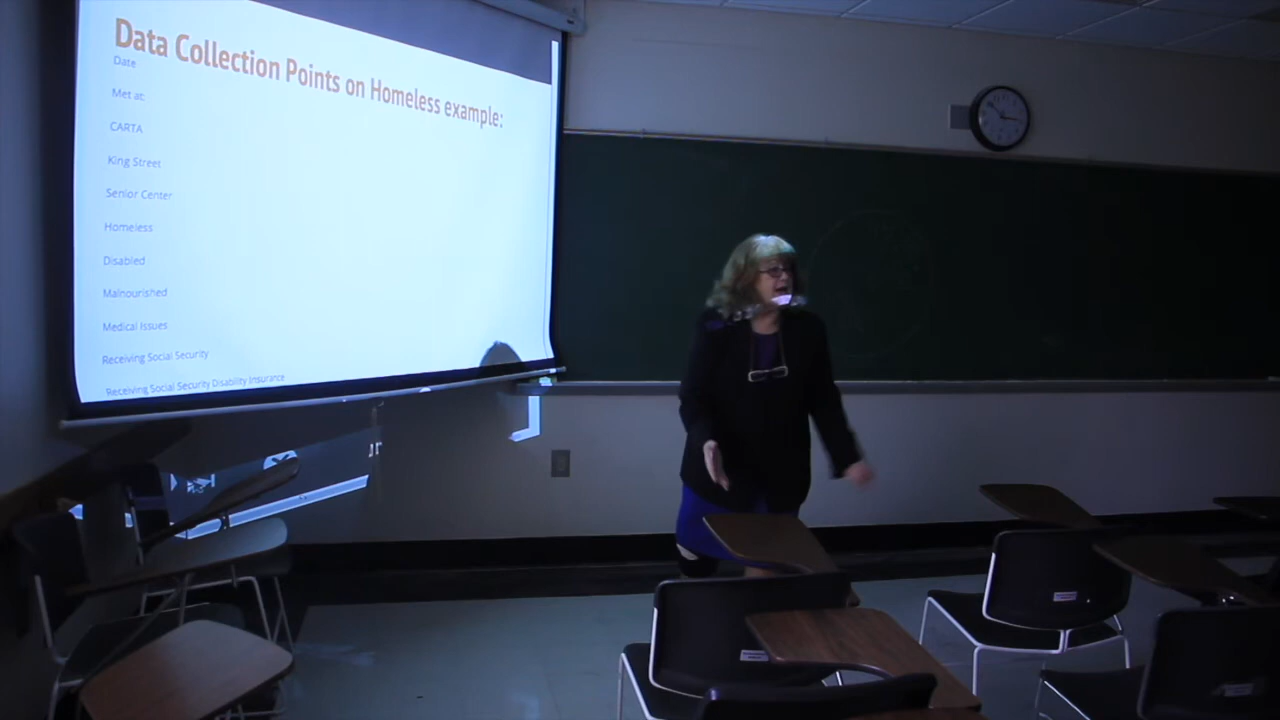 Data Collection Points on Homeless example:
Date
Met at:
CARTA
King Street
Senior Center
Homeless
Disabled
Malnourished
Medical Issues
Receiving Social Security
Receiving Social Security Disability Insurance